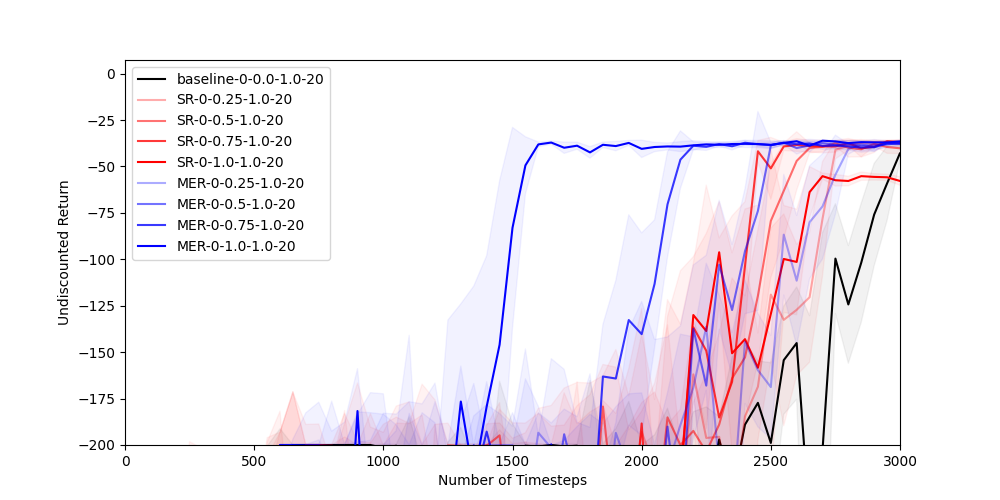 0
−25
−50
−75
−100
−125
−150
−175
−200
Undiscounted Return
baseline-0-0.0-1.0-20
SR-0-0.25-1.0-20
SR-0-0.5-1.0-20
SR-0-0.75-1.0-20
SR-0-1.0-1.0-20
MER-0-0.25-1.0-20
MER-0-0.5-1.0-20
MER-0-0.75-1.0-20
MER-0-1.0-1.0-20
0 500 1000 1500 2000 2500 3000
Number of Timesteps